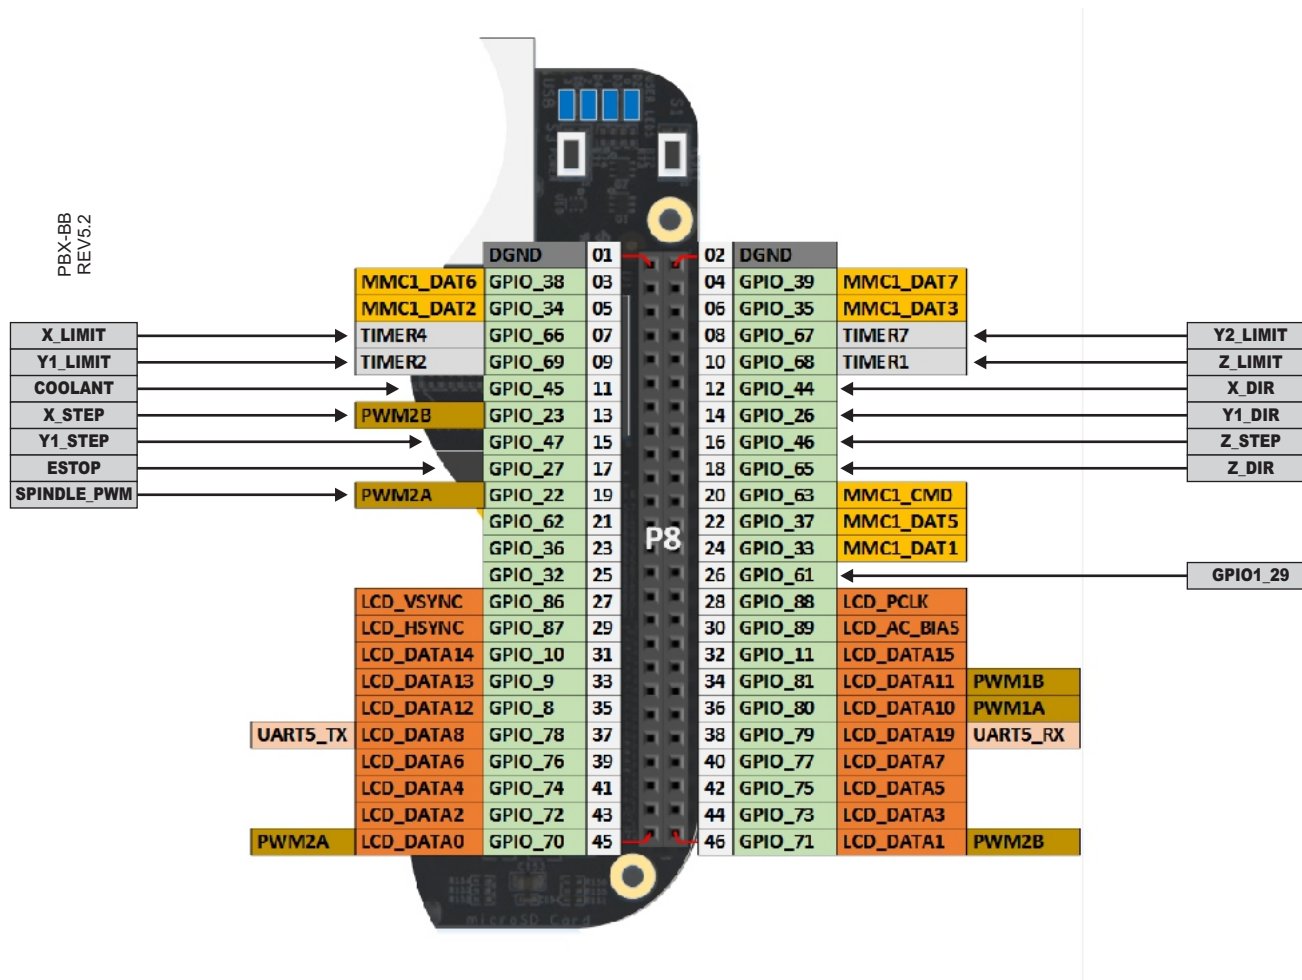 USB
USER LEDS
S1
S3
PBX-BB
REV5.2
DGND 01 02 DGND
MMC1_DAT6 GPIO_38 03 04 GPIO_39 MMC1_DAT7
MMC1_DAT2 GPIO_34 05 06 GPIO_35 MMC1_DAT3
X_LIMIT TIMER4 GPIO_66 07 08 GPIO_67 TIMER7 Y2_LIMIT
Y1_LIMIT TIMER2 GPIO_69 09 10 GPIO_68 TIMER1 Z_LIMIT
COOLANT GPIO_45 11 12 GPIO_44 X_DIR
X_STEP PWM2B GPIO_23 13 14 GPIO_26 Y1_DIR
Y1_STEP GPIO_47 15 16 GPIO_46 Z_STEP
ESTOP GPIO_27 17 18 GPIO_65 Z_DIR
SPINDLE_PWM PWM2A GPIO_22 19 20 GPIO_63 MMC1_CMD
GPIO_62 21 22 GPIO_37 MMC1_DAT5
P8
GPIO_36 23 24 GPIO_33 MMC1_DAT1
GPIO_32 25 26 GPIO_61 GPIO1_29
LCD_VSYNC GPIO_86 27 28 GPIO_88 LCD_PCLK
LCD_HSYNC GPIO_87 29 30 GPIO_89 LCD_AC_BIAS
LCD_DATA14 GPIO_10 31 32 GPIO_11 LCD_DATA15
LCD_DATA13 GPIO_9 33 34 GPIO_81 LCD_DATA11 PWM1B
LCD_DATA12 GPIO_8 35 36 GPIO_80 LCD_DATA10 PWM1A
UART5_TX LCD_DATA8 GPIO_78 37 38 GPIO_79 LCD_DATA19 UART5_RX
LCD_DATA6 GPIO_76 39 40 GPIO_77 LCD_DATA7
LCD_DATA4 GPIO_74 41 42 GPIO_75 LCD_DATA5
LCD_DATA2 GPIO_72 43 44 GPIO_73 LCD_DATA3
PWM2A LCD_DATA0 GPIO_70 45 46 GPIO_71 LCD_DATA1 PWM2B
microSD Card